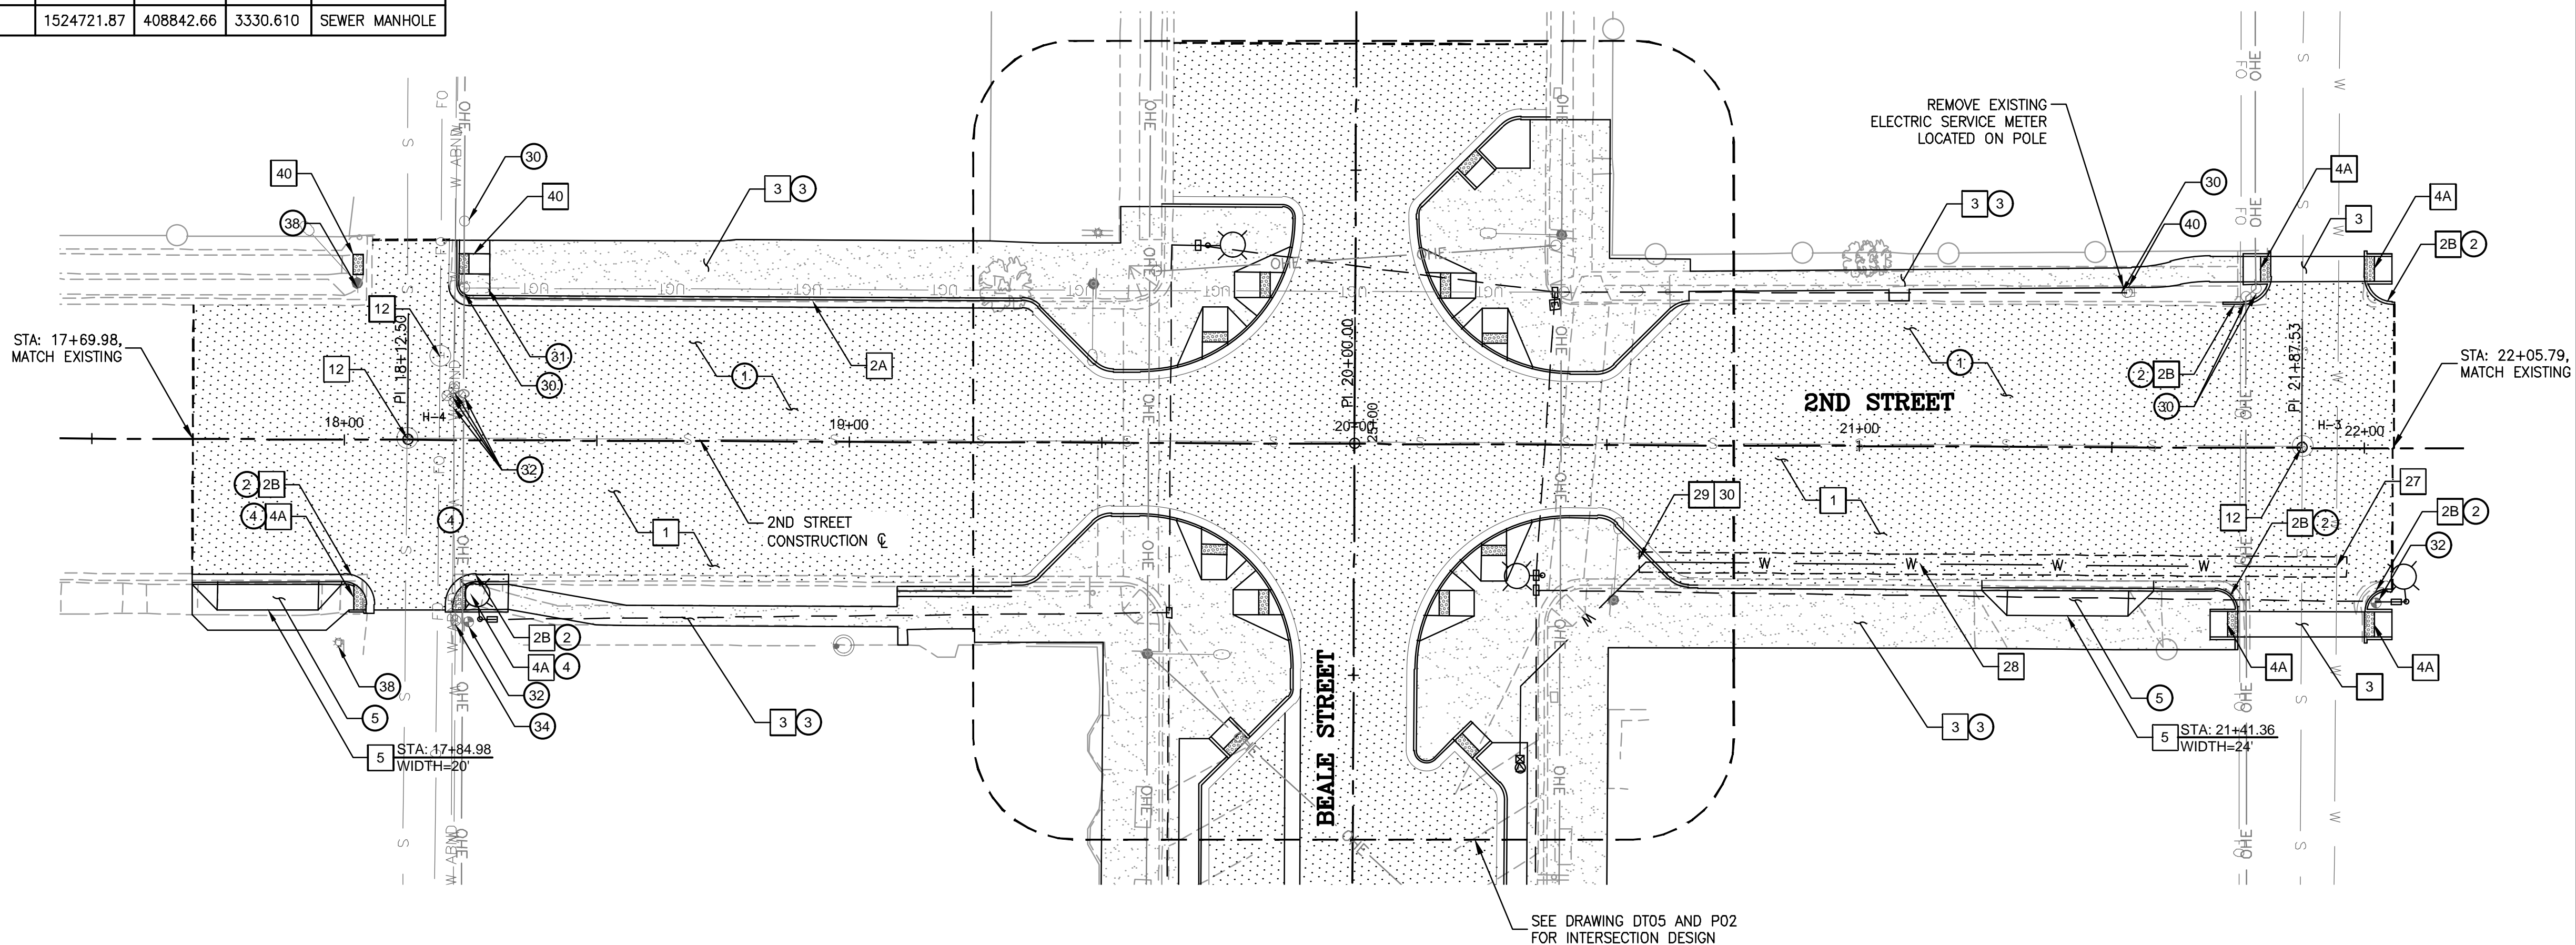 1524721.87 408842.66 3330.610 SEWER MANHOLE
REMOVE EXISTING
ELECTRIC SERVICE METER
LOCATED ON POLE
40
38
30
40
3 3
3 3
30
40
4A
3
4A
2B 2
STA: 17+69.98,
MATCH EXISTING
12
12
PI 18+12.50
H-4
18+00
31
30
1
2A
32
19+00
PI 20+00.00
20+00
25+00
1
2ND STREET
21+00
2 2B
30
PI 21+87.53
H-3
22+00
STA: 22+05.79,
MATCH EXISTING
2 2B
4 4A
4
1
2ND STREET
CONSTRUCTION ℄
29 30
1
12
2B 2
27
2B 2
32
38
5
5 STA: 17+84.98
WIDTH=20'
2B 2
4A 4
32
34
3 3
BEALE STREET
28
3 3
5
5 STA: 21+41.36
WIDTH=24'
4A
3
4A
SEE DRAWING DT05 AND P02
FOR INTERSECTION DESIGN
OHE
FO
S
W
W ABND
UGT